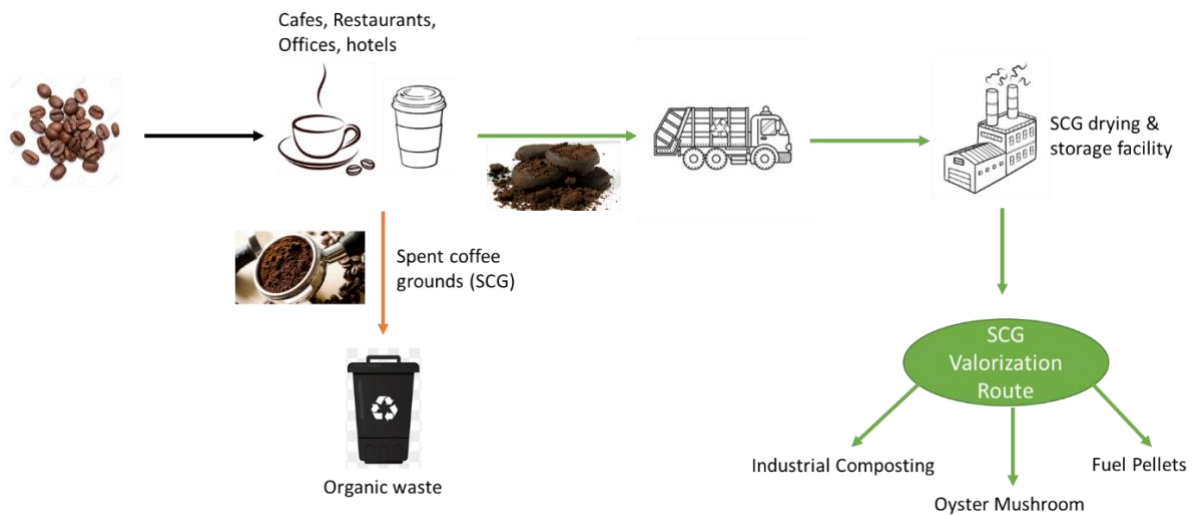 Cafes, Restaurants,
Offices, hotels
SCG drying &
storage facility
Spent coffee
grounds (SCG)
SCG
Valorization
Route
Organic waste
Industrial Composting
Fuel Pellets
Oyster Mushroom